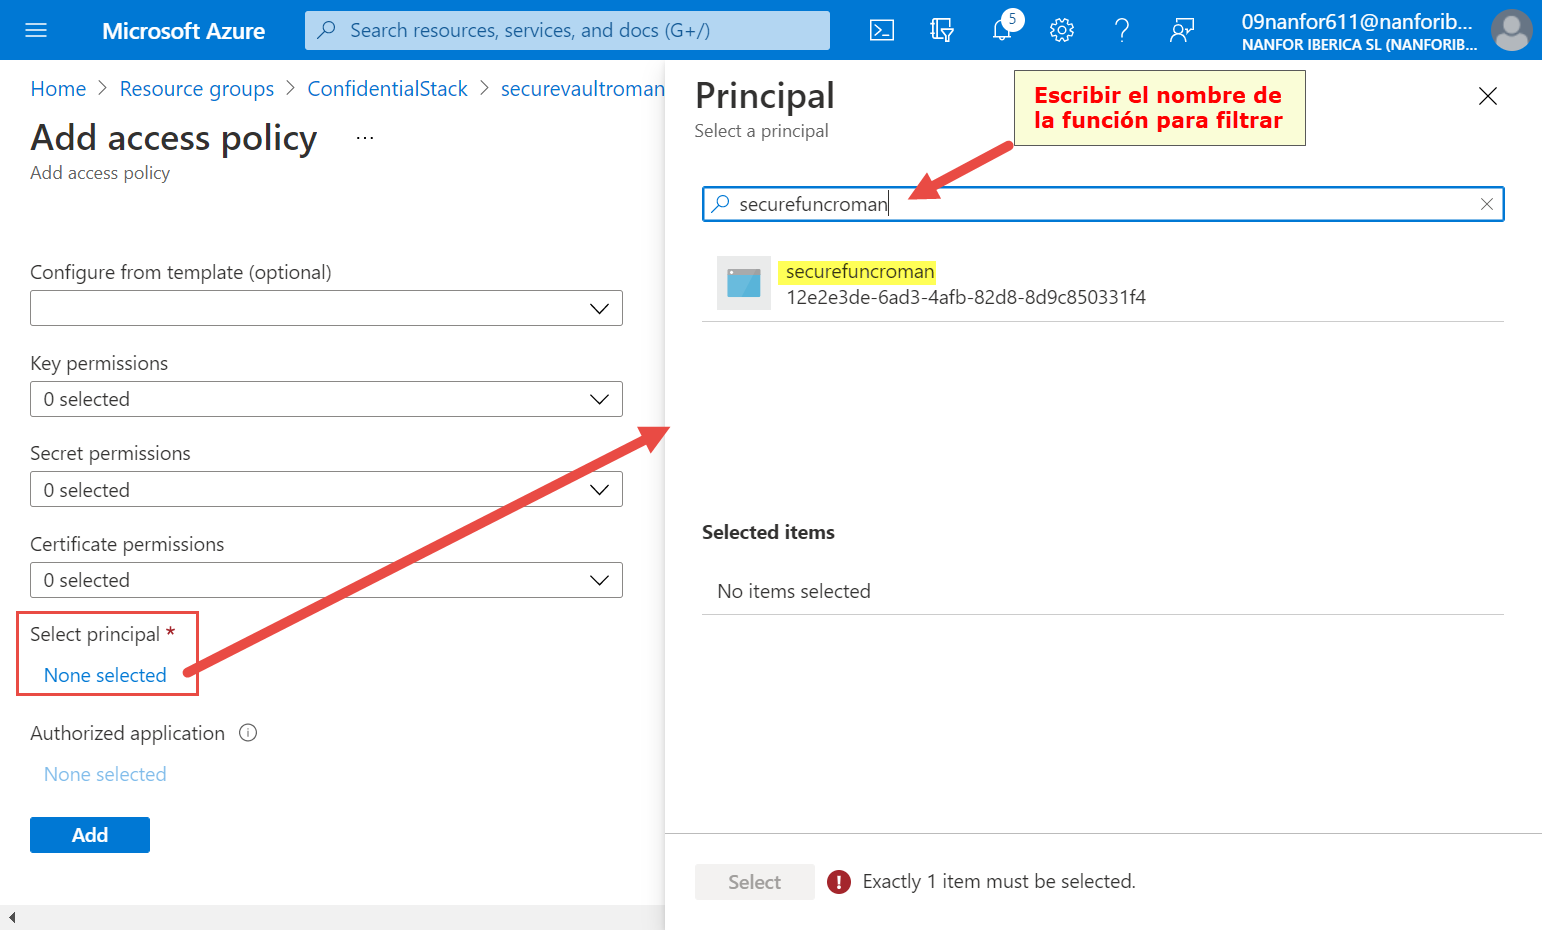 Microsoft Azure
Search resources, services, and docs (G+/)
5
09nanfor611@nanforib...
NANFOR IBERICA SL (NANFORIB...
Home > Resource groups > ConfidentialStack > securevaultroman
Add access policy ...
Add access policy
Configure from template (optional)
Key permissions
0 selected
Secret permissions
0 selected
Certificate permissions
0 selected
Select principal *
None selected
Authorized application
None selected
Add
Principal
Select a principal
Escribir el nombre de
la función para filtrar
securefuncroman
securefuncroman
12e2e3de-6ad3-4afb-82d8-8d9c850331f4
Selected items
No items selected
Select
Exactly 1 item must be selected.